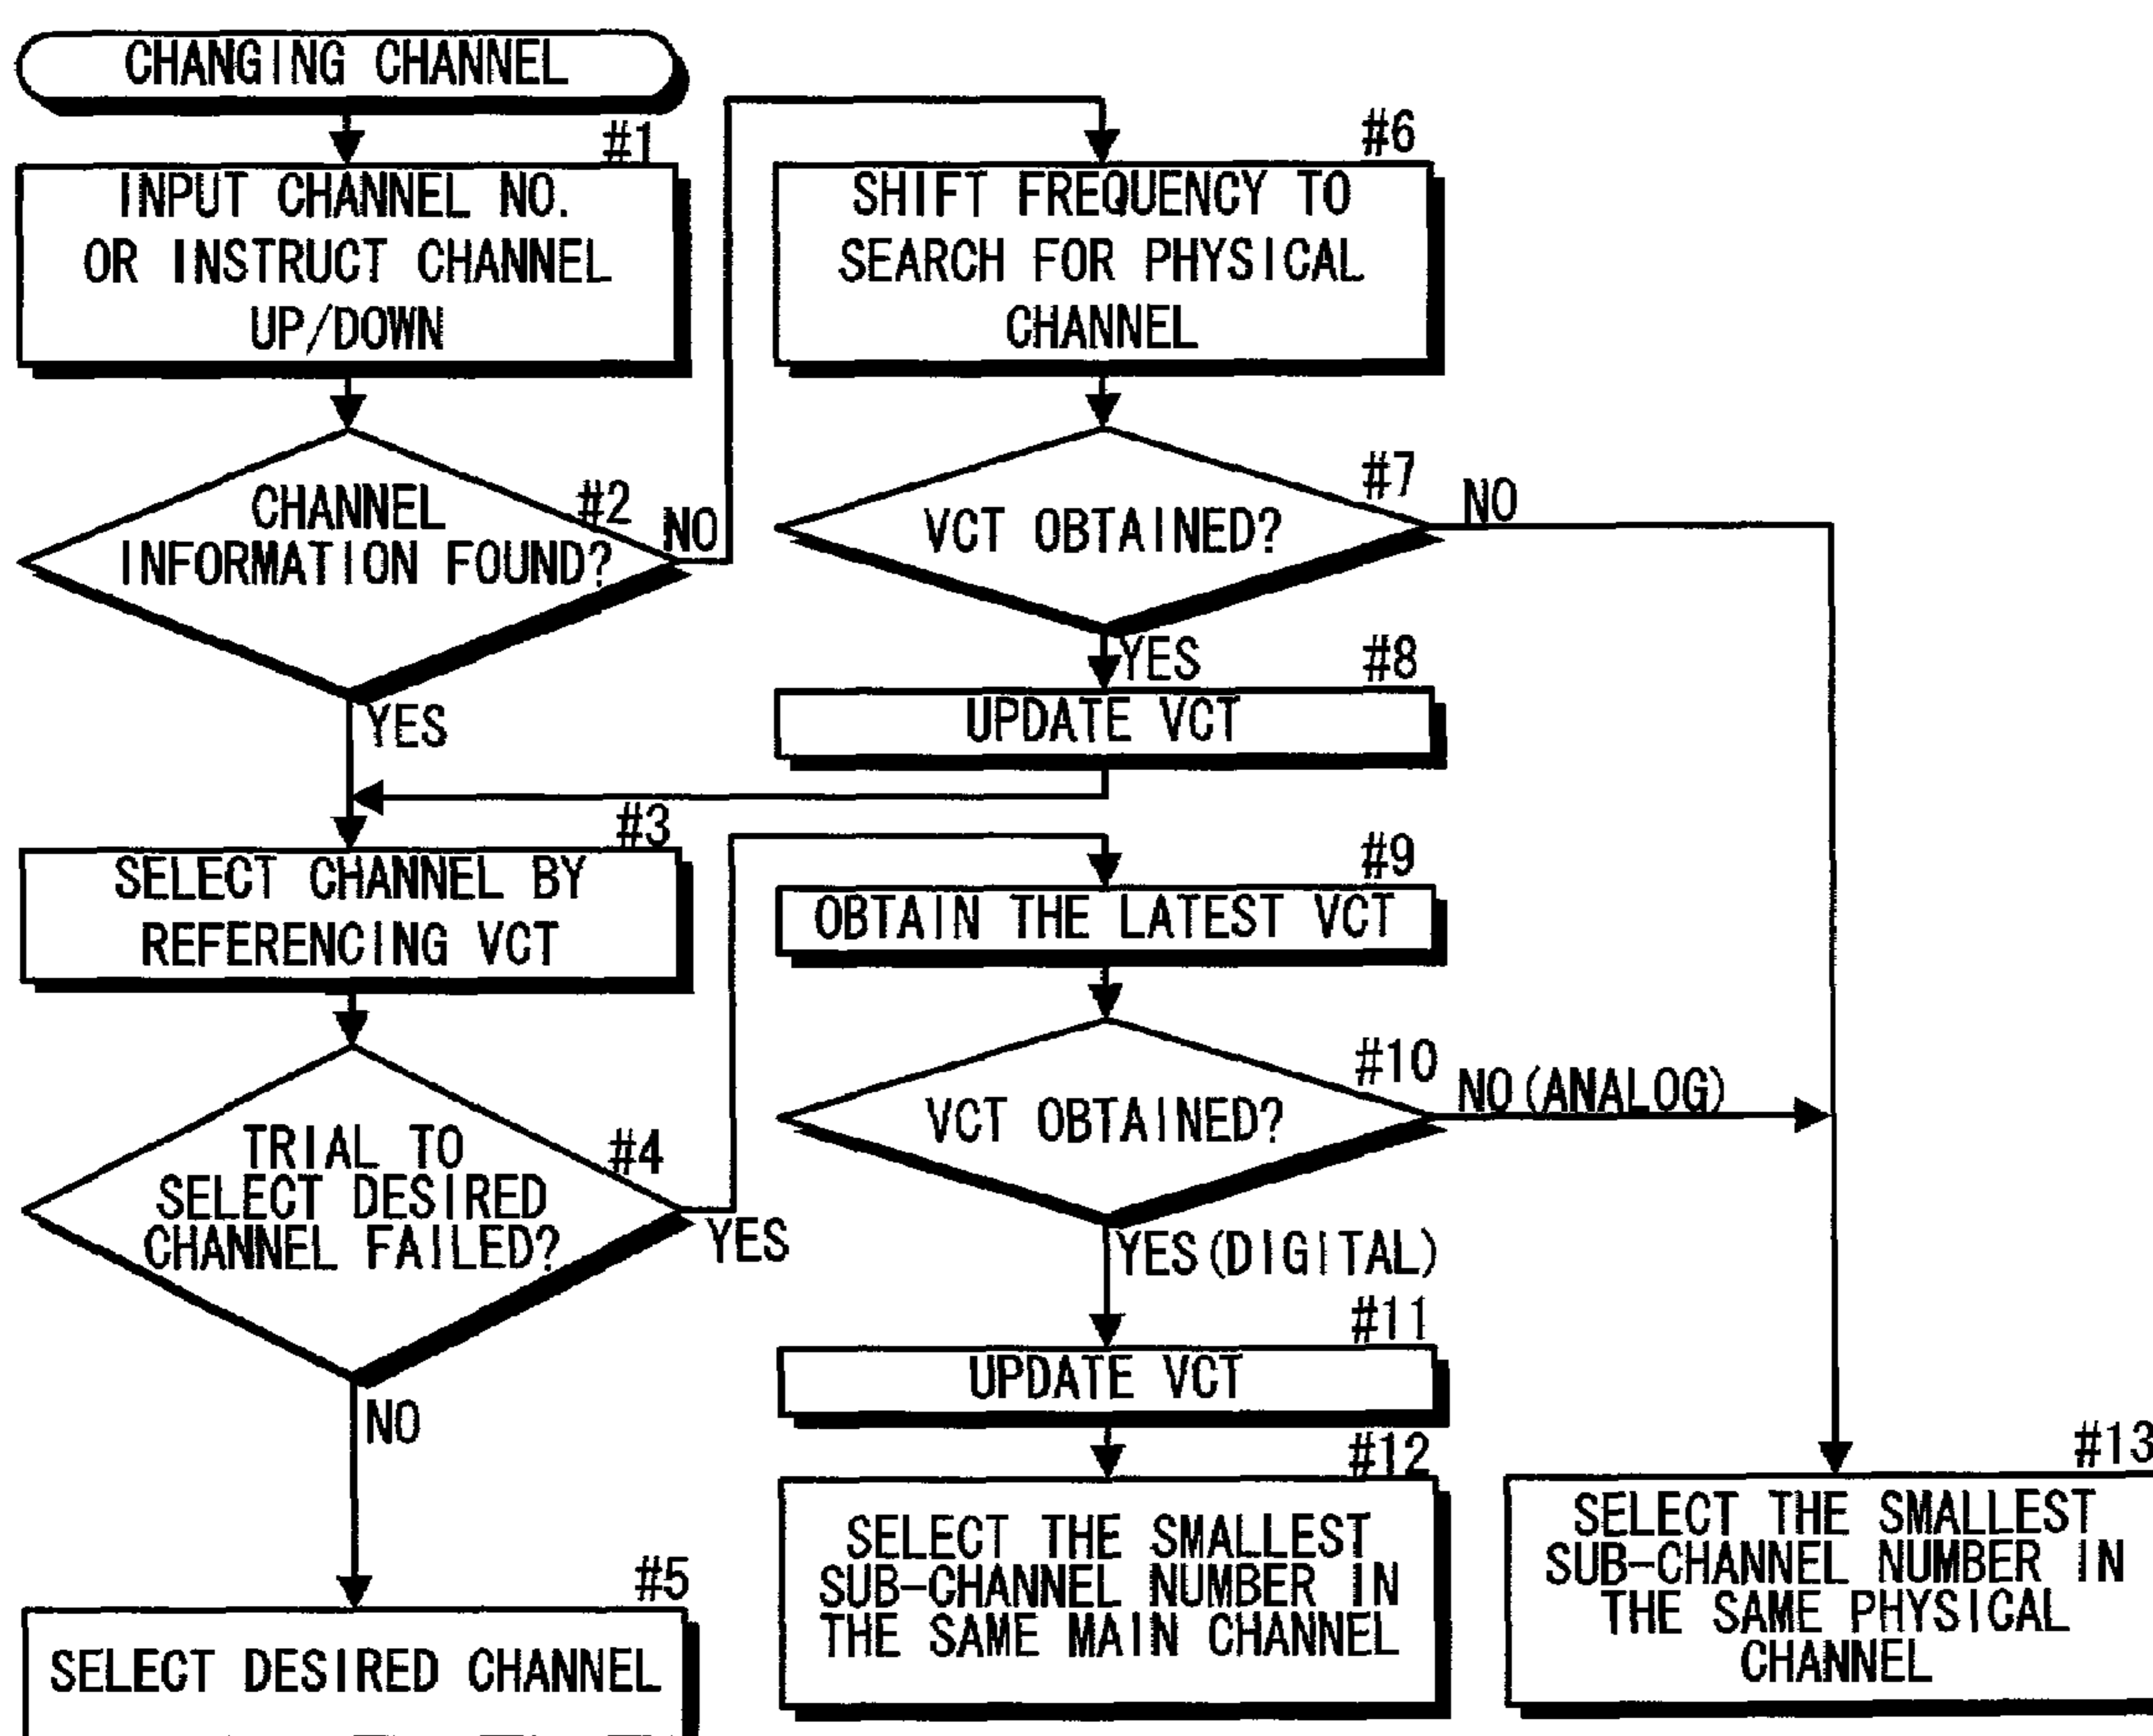 CHANGING CHANNEL
#1
INPUT CHANNEL NO.
OR INSTRUCT CHANNEL
UP/DOWN
#2
CHANNEL
INFORMATION FOUND?
NO
YES
#3
SELECT CHANNEL BY
REFERENCING VCT
#4
TRIAL TO
SELECT DESIRED
CHANNEL FAILED?
YES
NO
#5
SELECT DESIRED CHANNEL
#6
SHIFT FREQUENCY TO
SEARCH FOR PHYSICAL
CHANNEL
#7
VCT OBTAINED?
NO
YES
#8
UPDATE VCT
#9
OBTAIN THE LATEST VCT
#10
VCT OBTAINED?
NO(ANALOG)
YES(DIGITAL)
#11
UPDATE VCT
#12
SELECT THE SMALLEST
SUB-CHANNEL NUMBER IN
THE SAME MAIN CHANNEL
#13
SELECT THE SMALLEST
SUB-CHANNEL NUMBER IN
THE SAME PHYSICAL
CHANNEL